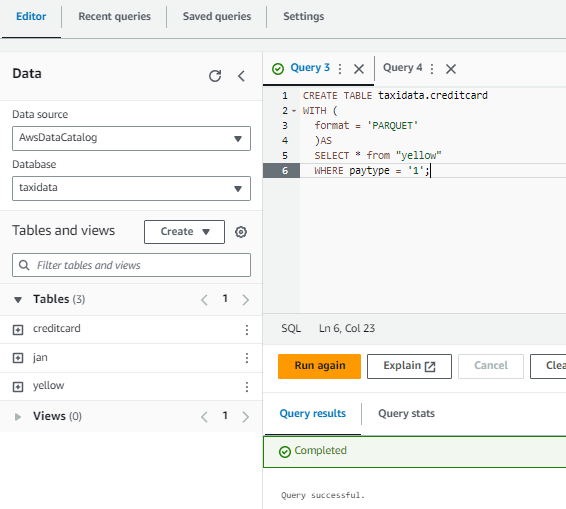 Editor Recent queries Saved queries Settings
Data
Data source
AwsDataCatalog
Database
taxidata
Tables and views Create
Filter tables and views
Tables (3) 1
creditcard
jan
yellow
Views (0) 1
Query 3 Query 4
1 CREATE TABLE taxidata.creditcard
2 WITH (
3 format = 'PARQUET'
4 )AS
5 SELECT * from "yellow"
6 WHERE paytype = '1';
SQL Ln 6, Col 23
Run again Explain Cancel Clea
Query results Query stats
Completed
Query successful.